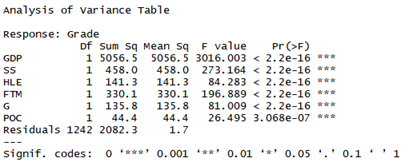 Analysis of Variance Table
Response: Grade
Df Sum Sq Mean Sq F value Pr(>F)
GDP 1 5056.5 5056.5 3016.003 < 2.2e-16 ***
SS 1 458.0 458.0 273.164 < 2.2e-16 ***
HLE 1 141.3 141.3 84.283 < 2.2e-16 ***
FTM 1 330.1 330.1 196.889 < 2.2e-16 ***
G 1 135.8 135.8 81.009 < 2.2e-16 ***
POC 1 44.4 44.4 26.495 3.068e-07 ***
Residuals 1242 2082.3 1.7
---
Signif. codes: 0 ‘***’ 0.001 ‘**’ 0.01 ‘*’ 0.05 ‘.’ 0.1 ‘ ’ 1